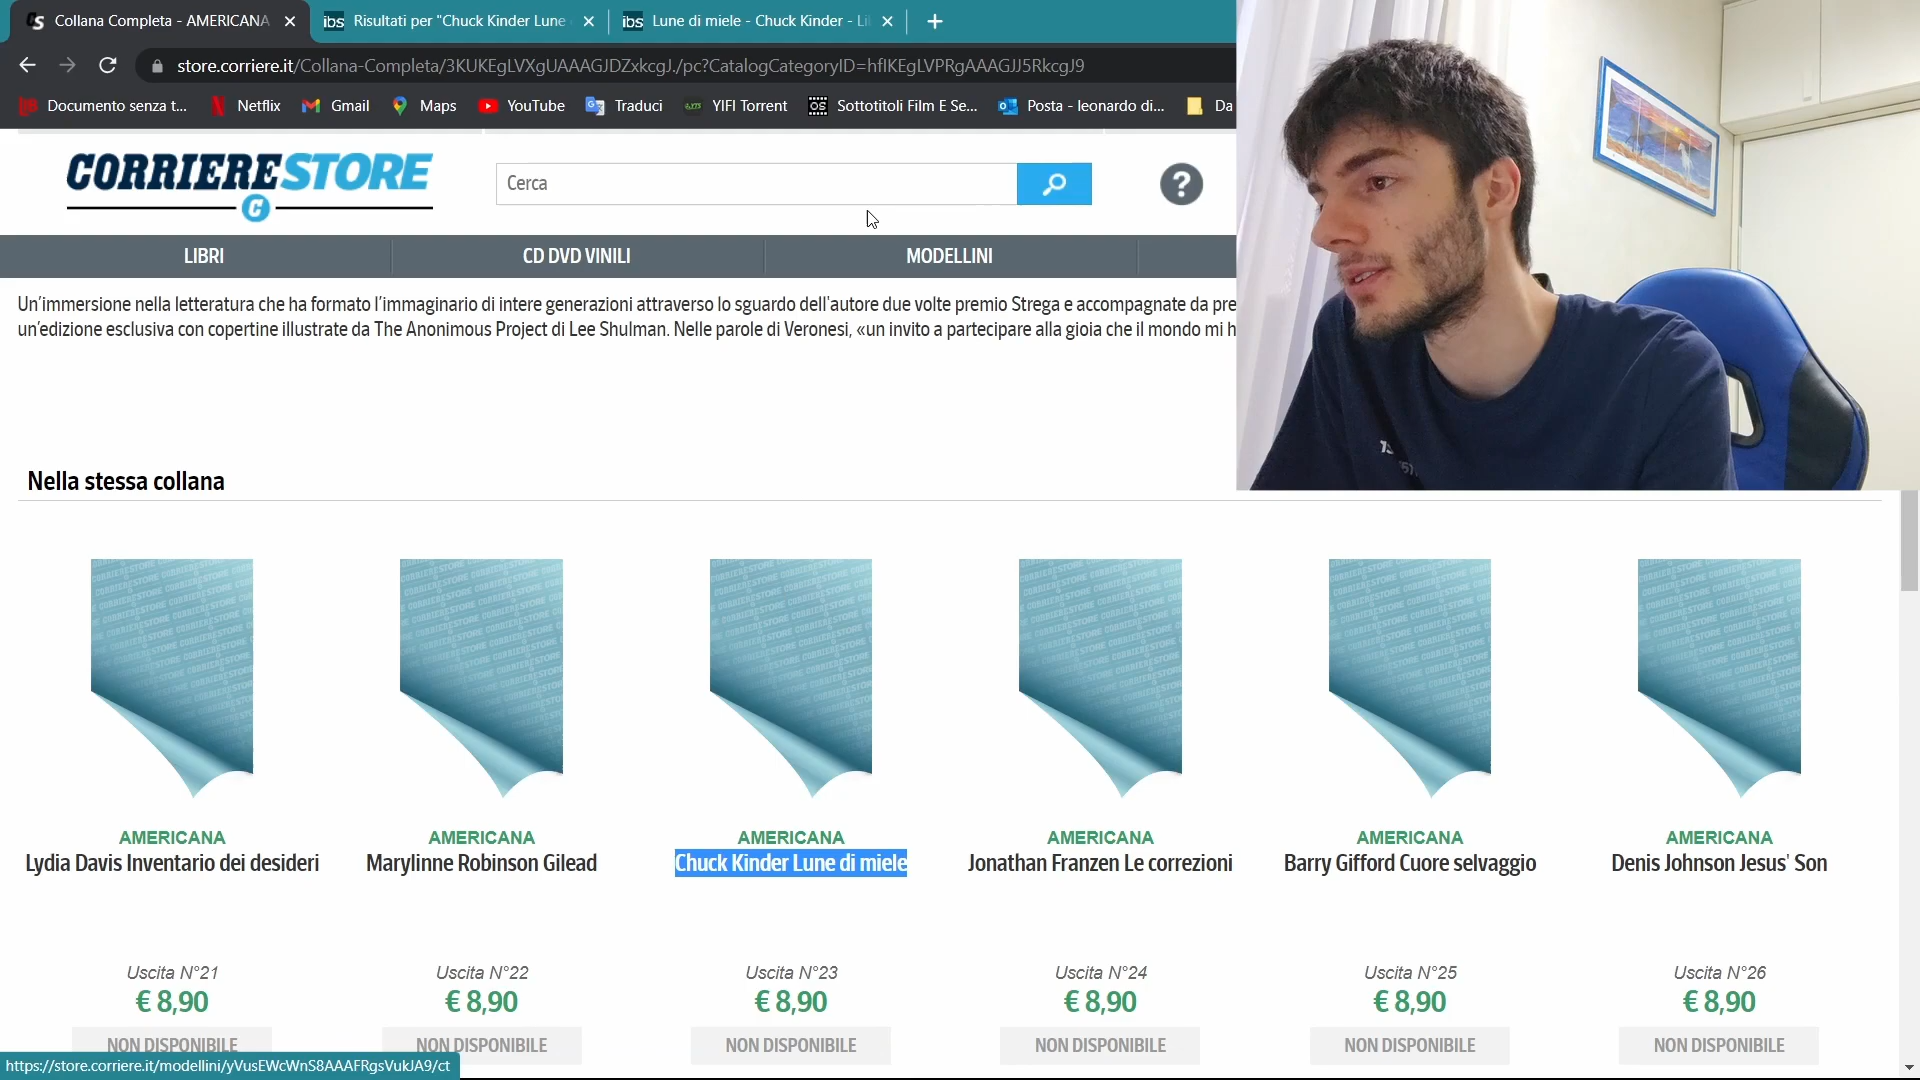 Collana Completa - AMERICANA
ibs Risultati per "Chuck Kinder Lune
ibs Lune di miele - Chuck Kinder - Li
store.corriere.it/Collana-Completa/3KUKEgLVXgUAAAGJDZxkcgJ./pc?CatalogCategoryID=hfIKEgLVPRgAAAGJJ5RkcgJ9
Documento senza t... Netflix Gmail Maps YouTube Traduci YIFI Torrent OS Sottotitoli Film E Se... Posta - leonardo di... Da
CORRIERESTORE
C
Cerca
?
LIBRI CD DVD VINILI MODELLINI
Un'immersione nella letteratura che ha formato l'immaginario di intere generazioni attraverso lo sguardo dell'autore due volte premio Strega e accompagnate da pre
un'edizione esclusiva con copertine illustrate da The Anonimous Project di Lee Shulman. Nelle parole di Veronesi, «un invito a partecipare alla gioia che il mondo mi h
Nella stessa collana
AMERICANA AMERICANA AMERICANA AMERICANA AMERICANA AMERICANA
Lydia Davis Inventario dei desideri Marylinne Robinson Gilead Chuck Kinder Lune di miele Jonathan Franzen Le correzioni Barry Gifford Cuore selvaggio Denis Johnson Jesus' Son
Uscita N°21 Uscita N°22 Uscita N°23 Uscita N°24 Uscita N°25 Uscita N°26
€ 8,90 € 8,90 € 8,90 € 8,90 € 8,90 € 8,90
NON DISPONIBILE NON DISPONIBILE NON DISPONIBILE NON DISPONIBILE NON DISPONIBILE NON DISPONIBILE
https://store.corriere.it/modellini/yVusEWcWnS8AAAFRgsVukJA9/ct